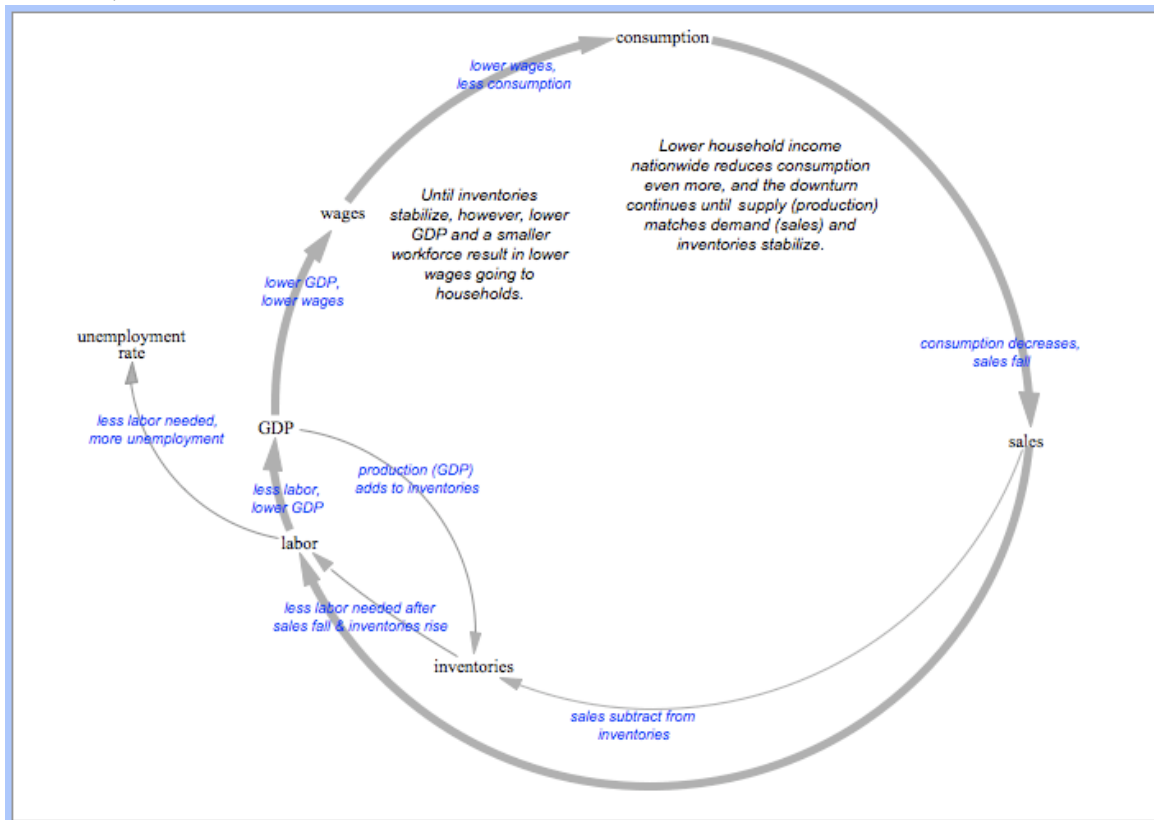 consumption
lower wages,
less consumption
Lower household income
nationwide reduces consumption
even more, and the downturn
continues until supply (production)
matches demand (sales) and
inventories stabilize.
Until inventories
stabilize, however, lower
GDP and a smaller
workforce result in lower
wages going to
households.
wages
lower GDP,
lower wages
unemployment
rate
consumption decreases,
sales fall
less labor needed,
more unemployment
GDP
sales
production (GDP)
adds to inventories
less labor,
lower GDP
labor
less labor needed after
sales fall & inventories rise
inventories
sales subtract from
inventories